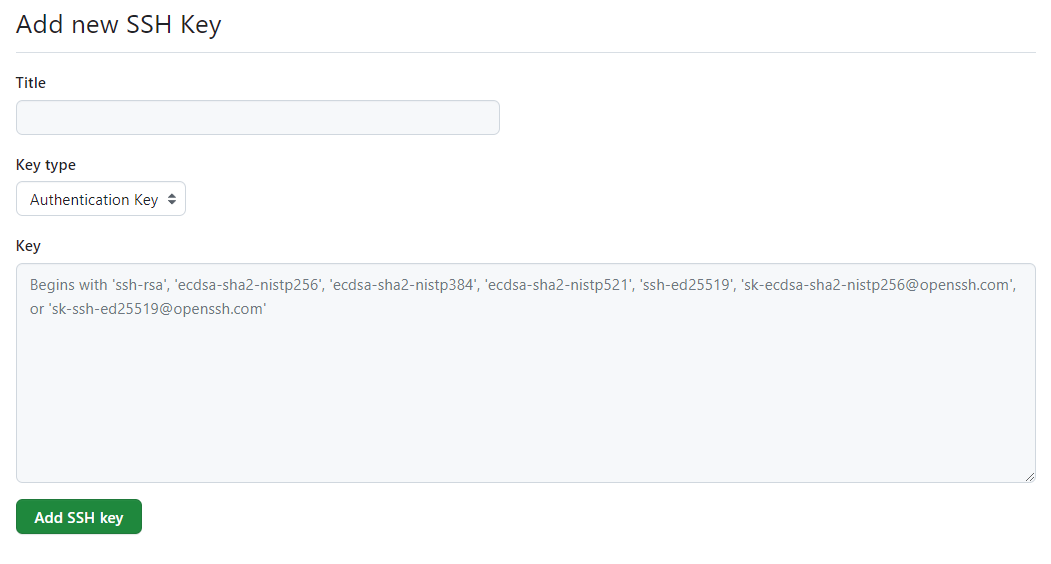 Add new SSH Key
Title
Key type
Authentication Key
Key
Begins with 'ssh-rsa', 'ecdsa-sha2-nistp256', 'ecdsa-sha2-nistp384', 'ecdsa-sha2-nistp521', 'ssh-ed25519', 'sk-ecdsa-sha2-nistp256@openssh.com',
or 'sk-ssh-ed25519@openssh.com'
Add SSH key